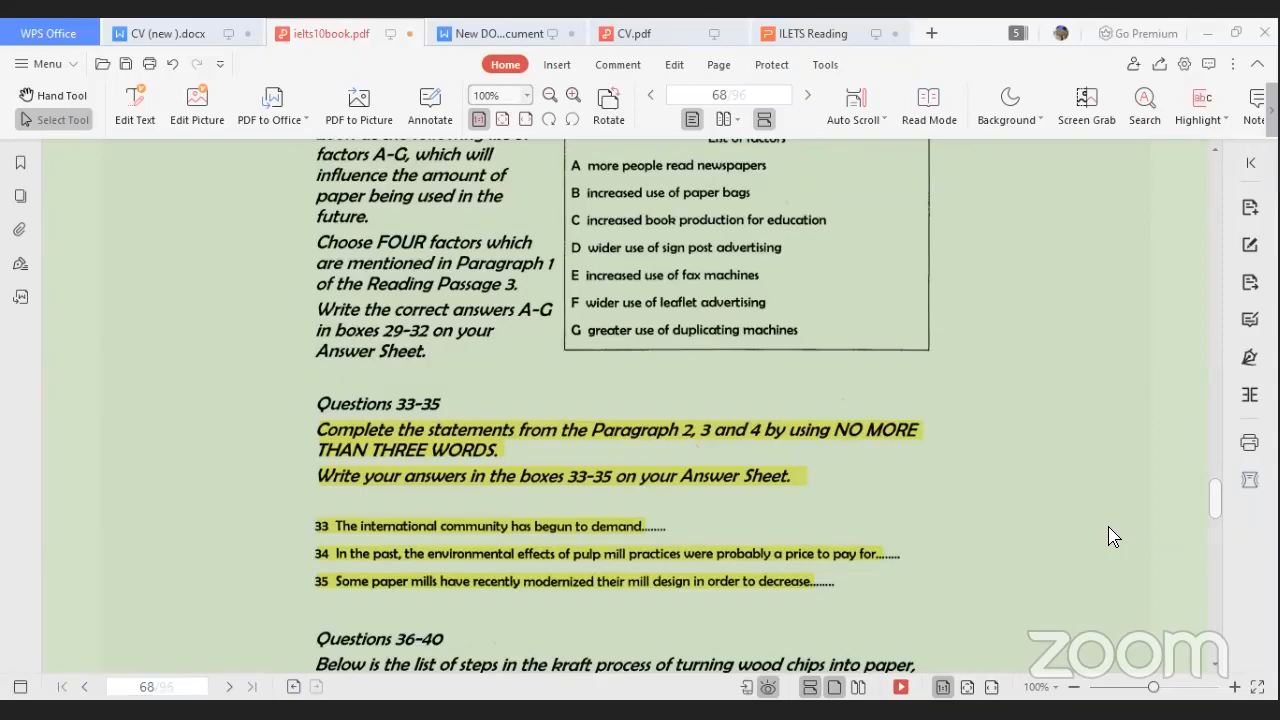 WPS Office
CV (new ).docx
ielts10book.pdf
New DO...cument
CV.pdf
ILETS Reading
5
Go Premium
Menu
Home
Insert
Comment
Edit
Page
Protect
Tools
Hand Tool
Select Tool
Edit Text
Edit Picture
PDF to Office
PDF to Picture
Annotate
100%
Rotate
68/96
Auto Scroll
Read Mode
Background
Screen Grab
Search
Highlight
factors A-G, which will
influence the amount of
paper being used in the
future.
Choose FOUR factors which
are mentioned in Paragraph 1
of the Reading Passage 3.
Write the correct answers A-G
in boxes 29-32 on your
Answer Sheet.
List of factors
A more people read newspapers
B increased use of paper bags
C increased book production for education
D wider use of sign post advertising
E increased use of fax machines
F wider use of leaflet advertising
G greater use of duplicating machines
Questions 33-35
Complete the statements from the Paragraph 2, 3 and 4 by using NO MORE
THAN THREE WORDS.
Write your answers in the boxes 33-35 on your Answer Sheet.
33 The international community has begun to demand........
34 In the past, the environmental effects of pulp mill practices were probably a price to pay for........
35 Some paper mills have recently modernized their mill design in order to decrease........
Questions 36-40
Below is the list of steps in the kraft process of turning wood chips into paper,
zoom
68/96
100%